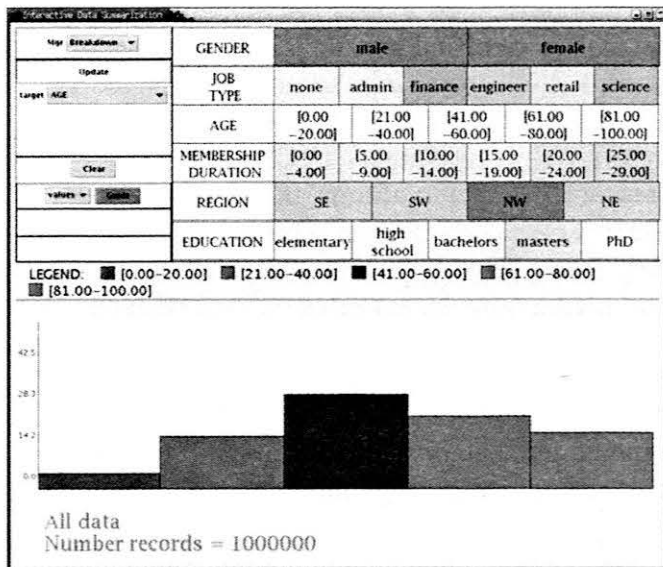 Interactive Data Summarization
Mgr Breakdown
Update
target AGE
Clear
values
GENDER male female
JOB TYPE none admin finance engineer retail science
AGE [0.00 -20.00] [21.00 -40.00] [41.00 -60.00] [61.00 -80.00] [81.00 -100.00]
MEMBERSHIP DURATION [0.00 -4.00] [5.00 -9.00] [10.00 -14.00] [15.00 -19.00] [20.00 -24.00] [25.00 -29.00]
REGION SE SW NW NE
EDUCATION elementary high school bachelors masters PhD
LEGEND: [0.00-20.00] [21.00-40.00] [41.00-60.00] [61.00-80.00]
[81.00-100.00]
42.5
28.3
14.2
0.0
All data
Number records = 1000000